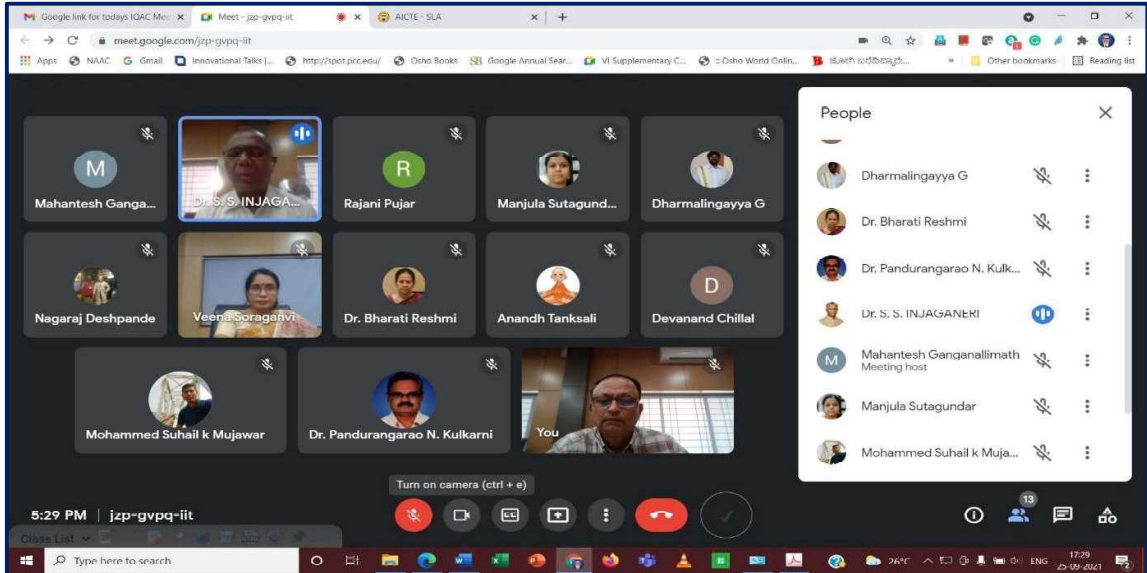 Google link for todays IQAC Mee
Meet - jzp-gvpq-iit
AICTE - SLA
meet.google.com/jzp-gvpq-iit
Apps NAAC Gmail Innovational Talks |... http://spot.pcc.edu/ Osho Books Google Annual Sear... VI Supplementary C... :: Osho World Onlin... Other bookmarks Reading list
People
M R
Mahantesh Ganga... Dr. S. S. INJAGA... Rajani Pujar Manjula Sutagund... Dharmalingayya G
D
Nagaraj Deshpande Veena Soraganvi Dr. Bharati Reshmi Anandh Tanksali Devanand Chillal
Mohammed Suhail k Mujawar Dr. Pandurangarao N. Kulkarni You
Dharmalingayya G
Dr. Bharati Reshmi
Dr. Pandurangarao N. Kulk...
Dr. S. S. INJAGANERI
M Mahantesh Ganganallimath
Meeting host
Manjula Sutagundar
Mohammed Suhail k Muja...
Turn on camera (ctrl + e)
5:29 PM | jzp-gvpq-iit
13
Class List
Type here to search
26°C ENG 17:29
25-09-2021
2